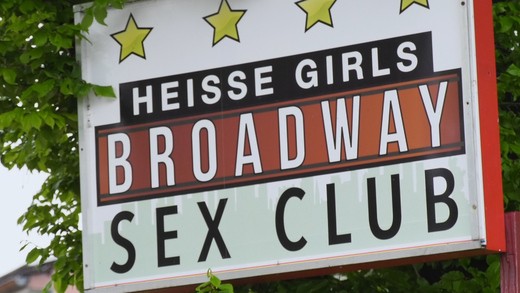 HEISSE GIRLS
BROADWAY
SEX CLUB